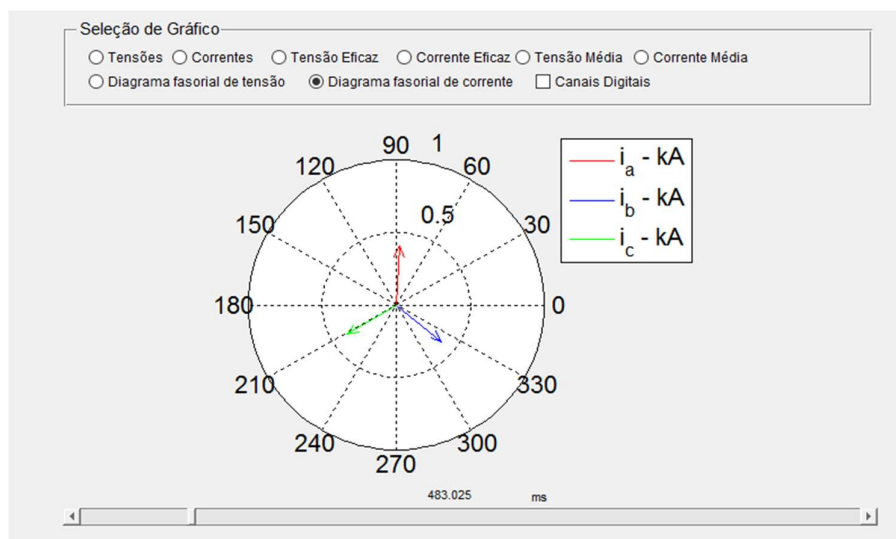 Seleção de Gráfico
Tensões Correntes Tensão Eficaz Corrente Eficaz Tensão Média Corrente Média
Diagrama fasorial de tensão Diagrama fasorial de corrente Canais Digitais
90 1
120 60
0.5
150 30
180 0
210 330
240 300
270
i_a - kA
i_b - kA
i_c - kA
483.025 ms